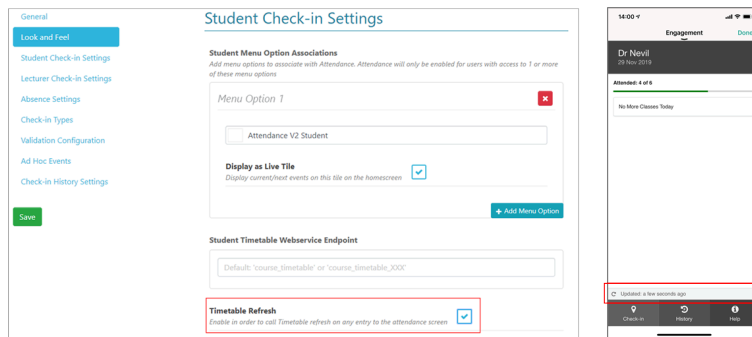 General
Look and Feel
Student Check-in Settings
Lecturer Check-in Settings
Absence Settings
Check-in Types
Validation Configuration
Ad Hoc Events
Check-in History Settings
Save
Student Check-in Settings
Student Menu Option Associations
Add menu options to associate with Attendance. Attendance will only be enabled for users with access to 1 or more
of these menu options
Menu Option 1
Attendance V2 Student
Display as Live Tile
Display current/next events on this tile on the homescreen
+ Add Menu Option
Student Timetable Webservice Endpoint
Default: 'course_timetable' or 'course_timetable_XXX'
Timetable Refresh
Enable in order to call Timetable refresh on any entry to the attendance screen
14:00
Engagement
Done
Dr Nevil
29 Nov 2019
Attended: 4 of 6
No More Classes Today
Updated: a few seconds ago
Check-in
History
Help